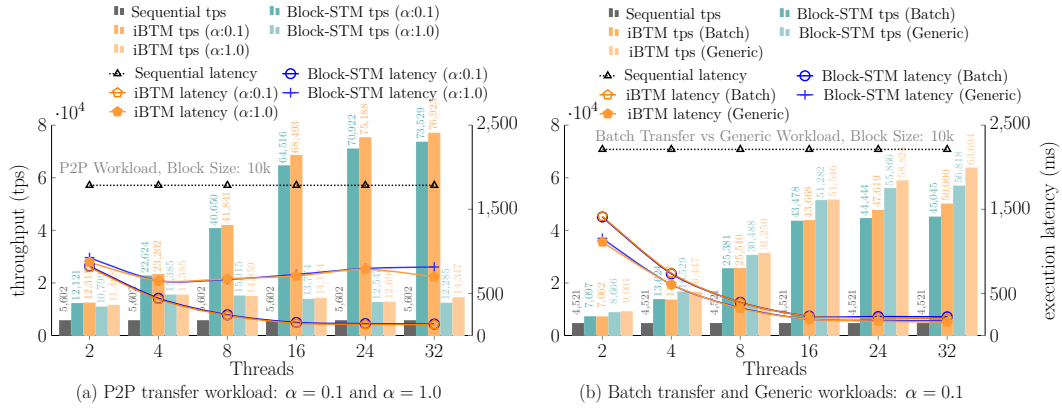 Sequential tps
Block-STM tps (α:0.1)
iBTM tps (α:0.1)
Block-STM tps (α:1.0)
iBTM tps (α:1.0)
Sequential latency
Block-STM latency (α:0.1)
iBTM latency (α:0.1)
Block-STM latency (α:1.0)
iBTM latency (α:1.0)
·10⁴
P2P Workload, Block Size: 10k
throughput (tps)
8
6
4
2
0
2,500
1,500
500
0
5,602
12,121
5,602
22,624
23,202
5,602
40,650
41,841
5,602
64,516
68,493
5,602
70,922
75,188
5,602
73,529
76,923
2
4
8
16
24
32
Threads
(a) P2P transfer workload: α = 0.1 and α = 1.0
Sequential tps
Block-STM tps (Batch)
iBTM tps (Batch)
Block-STM tps (Generic)
iBTM tps (Generic)
Sequential latency
Block-STM latency (Batch)
iBTM latency (Batch)
Block-STM latency (Generic)
iBTM latency (Generic)
·10⁴
Batch Transfer vs Generic Workload, Block Size: 10k
8
6
4
2
0
2,500
1,500
500
0
execution latency (ms)
4,521
7,097
7,062
8,666
9,001
4,521
4,521
25,381
25,510
30,488
31,250
4,521
43,478
43,668
51,282
51,546
4,521
44,444
47,619
55,866
4,521
45,045
50,000
56,818
63,694
2
4
8
16
24
32
Threads
(b) Batch transfer and Generic workloads: α = 0.1